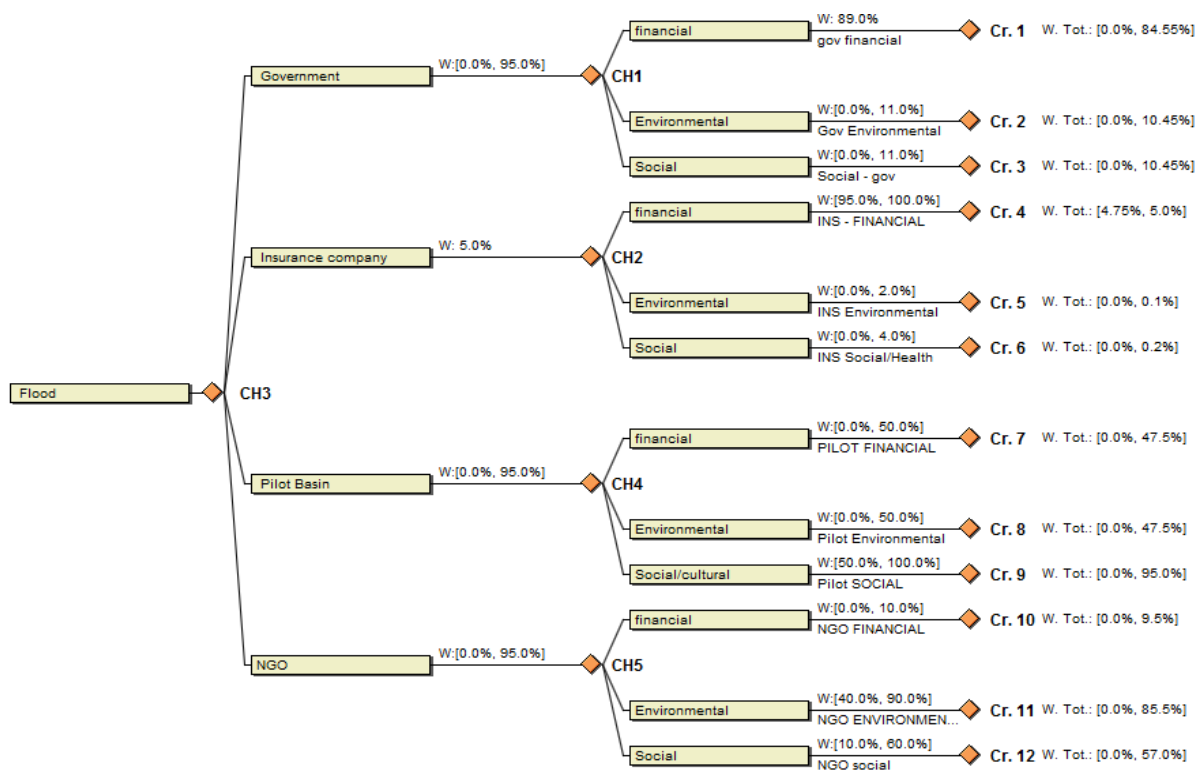 Flood
CH3
Government
W:[0.0%, 95.0%]
CH1
financial
W: 89.0%
gov financial
Cr. 1 W. Tot.: [0.0%, 84.55%]
Environmental
W:[0.0%, 11.0%]
Gov Environmental
Cr. 2 W. Tot.: [0.0%, 10.45%]
Social
W:[0.0%, 11.0%]
Social - gov
Cr. 3 W. Tot.: [0.0%, 10.45%]
Insurance company
W: 5.0%
CH2
financial
W:[95.0%, 100.0%]
INS - FINANCIAL
Cr. 4 W. Tot.: [4.75%, 5.0%]
Environmental
W:[0.0%, 2.0%]
INS Environmental
Cr. 5 W. Tot.: [0.0%, 0.1%]
Social
W:[0.0%, 4.0%]
INS Social/Health
Cr. 6 W. Tot.: [0.0%, 0.2%]
Pilot Basin
W:[0.0%, 95.0%]
CH4
financial
W:[0.0%, 50.0%]
PILOT FINANCIAL
Cr. 7 W. Tot.: [0.0%, 47.5%]
Environmental
W:[0.0%, 50.0%]
Pilot Environmental
Cr. 8 W. Tot.: [0.0%, 47.5%]
Social/cultural
W:[50.0%, 100.0%]
Pilot SOCIAL
Cr. 9 W. Tot.: [0.0%, 95.0%]
NGO
W:[0.0%, 95.0%]
CH5
financial
W:[0.0%, 10.0%]
NGO FINANCIAL
Cr. 10 W. Tot.: [0.0%, 9.5%]
Environmental
W:[40.0%, 90.0%]
NGO ENVIRONMEN...
Cr. 11 W. Tot.: [0.0%, 85.5%]
Social
W:[10.0%, 60.0%]
NGO social
Cr. 12 W. Tot.: [0.0%, 57.0%]